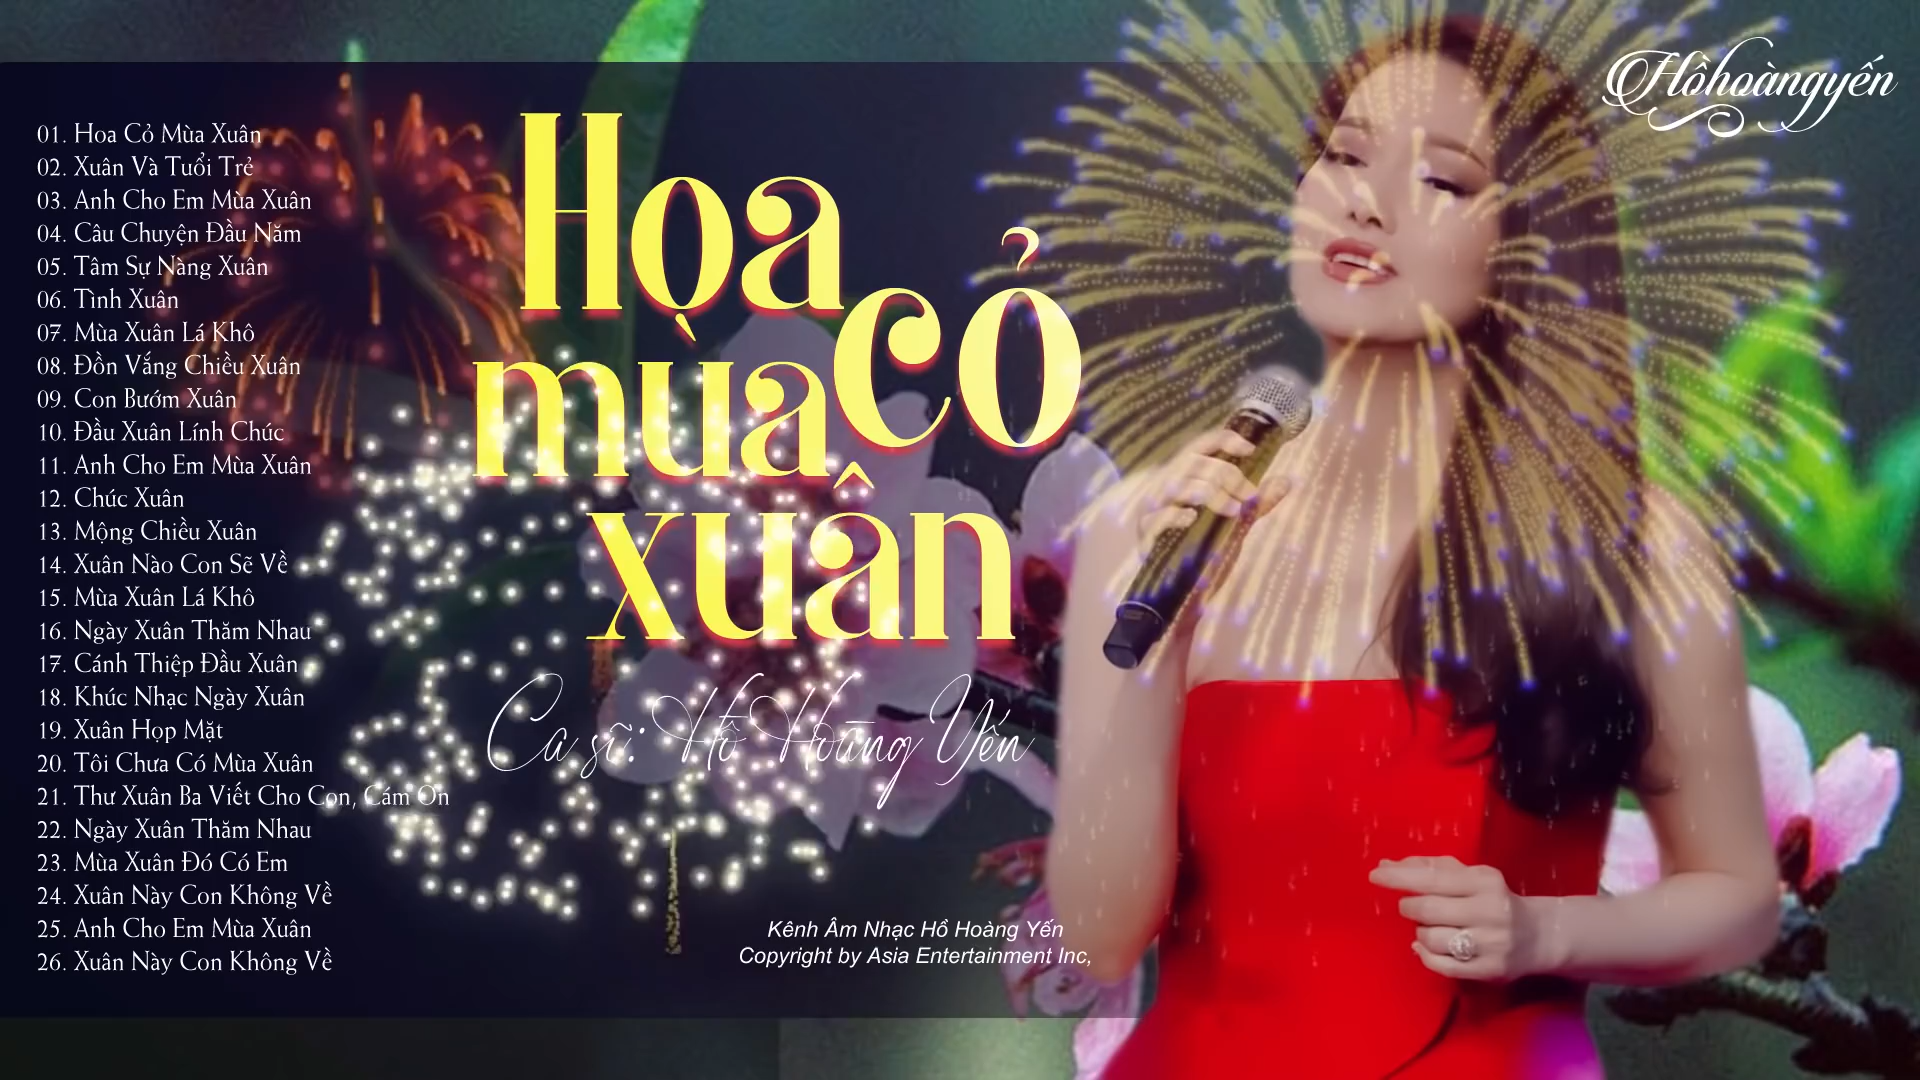 Hồhoàngyến
01. Hoa Cỏ Mùa Xuân
02. Xuân Và Tuổi Trẻ
03. Anh Cho Em Mùa Xuân
04. Câu Chuyện Đầu Năm
05. Tâm Sự Nàng Xuân
06. Tình Xuân
07. Mùa Xuân Lá Khô
08. Đồn Vắng Chiều Xuân
09. Con Bướm Xuân
10. Đầu Xuân Lính Chúc
11. Anh Cho Em Mùa Xuân
12. Chúc Xuân
13. Mộng Chiều Xuân
14. Xuân Nào Con Sẽ Về
15. Mùa Xuân Lá Khô
16. Ngày Xuân Thăm Nhau
17. Cánh Thiệp Đầu Xuân
18. Khúc Nhạc Ngày Xuân
19. Xuân Họp Mặt
20. Tôi Chưa Có Mùa Xuân
21. Thư Xuân Ba Viết Cho Con, Cám Ơn
22. Ngày Xuân Thăm Nhau
23. Mùa Xuân Đó Có Em
24. Xuân Này Con Không Về
25. Anh Cho Em Mùa Xuân
26. Xuân Này Con Không Về
Hoa
cỏ
mùa
xuân
Ca sĩ: Hồ Hoàng Yến
Kênh Âm Nhạc Hồ Hoàng Yến
Copyright by Asia Entertainment Inc,